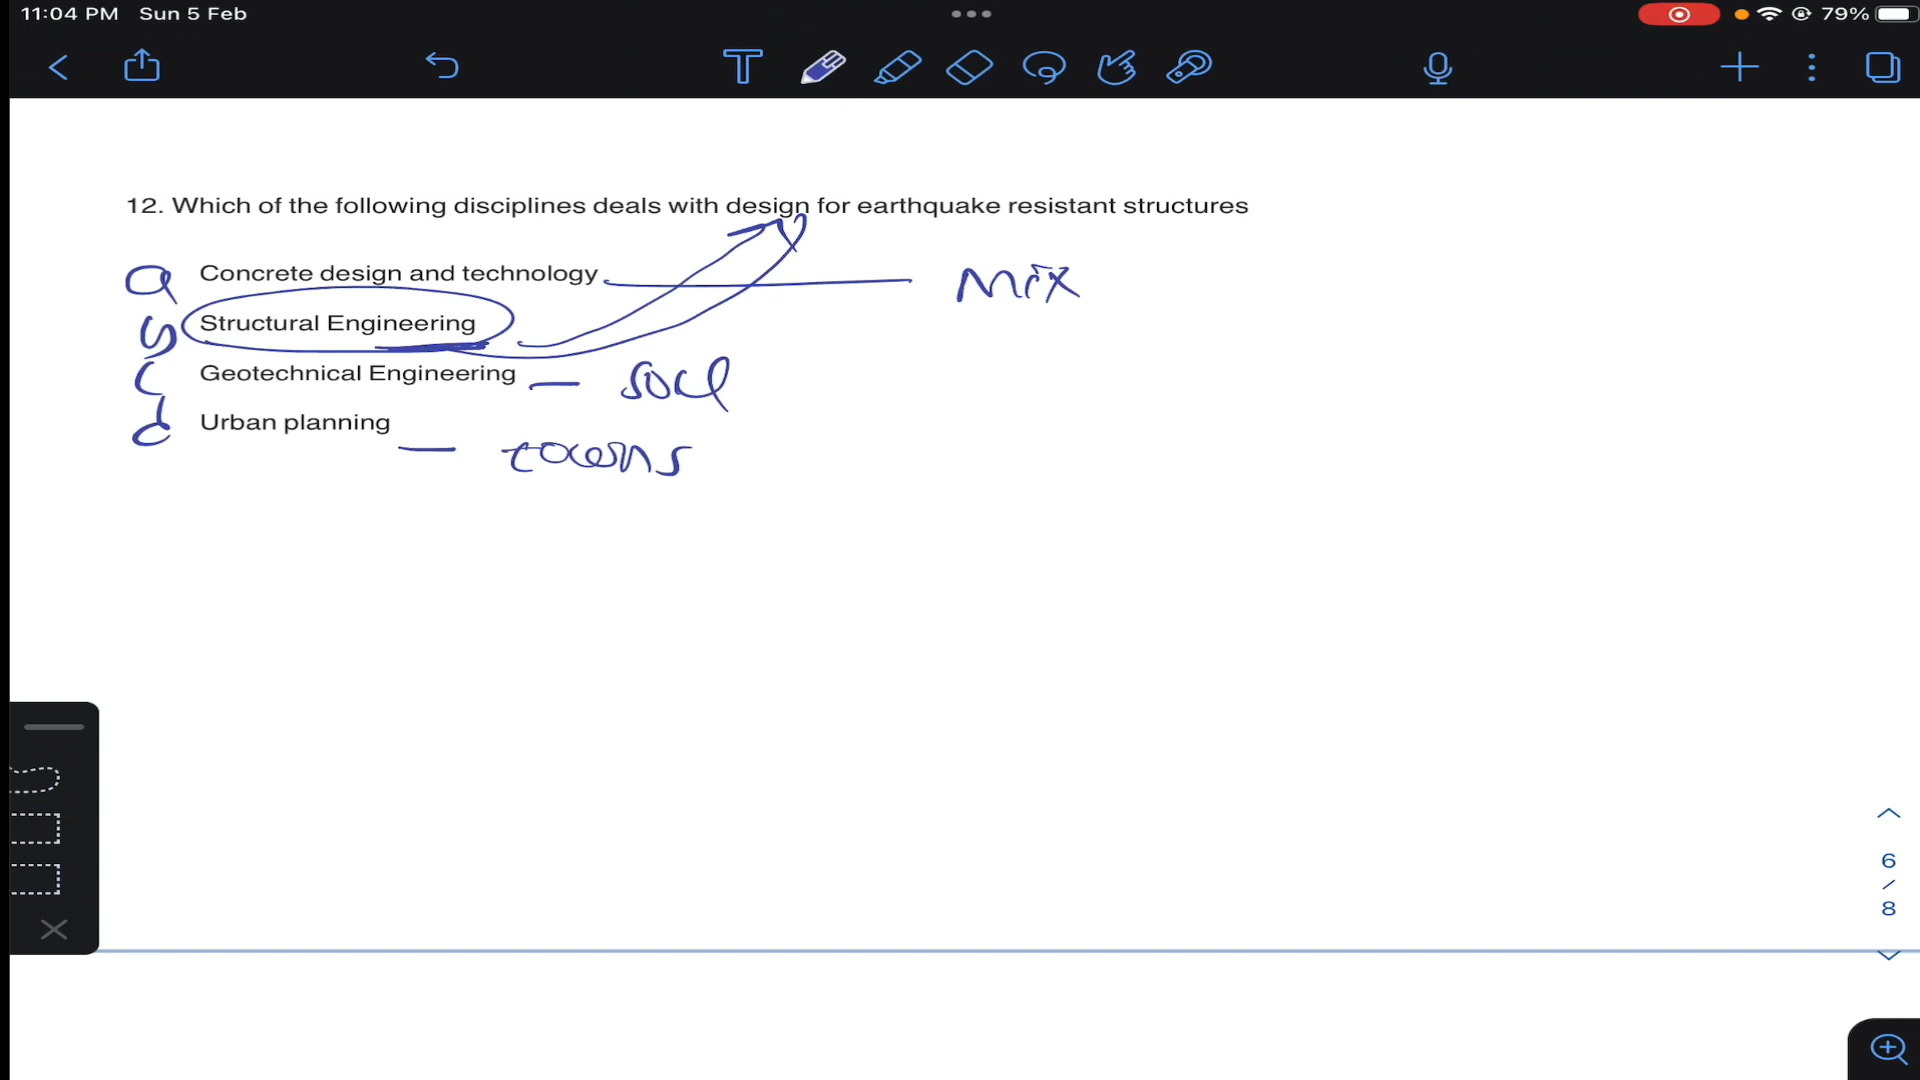 11:04 PM Sun 5 Feb
79%
T
12. Which of the following disciplines deals with design for earthquake resistant structures
a Concrete design and technology Mix
b Structural Engineering
c Geotechnical Engineering — soil
d Urban planning — towns
6
/
8